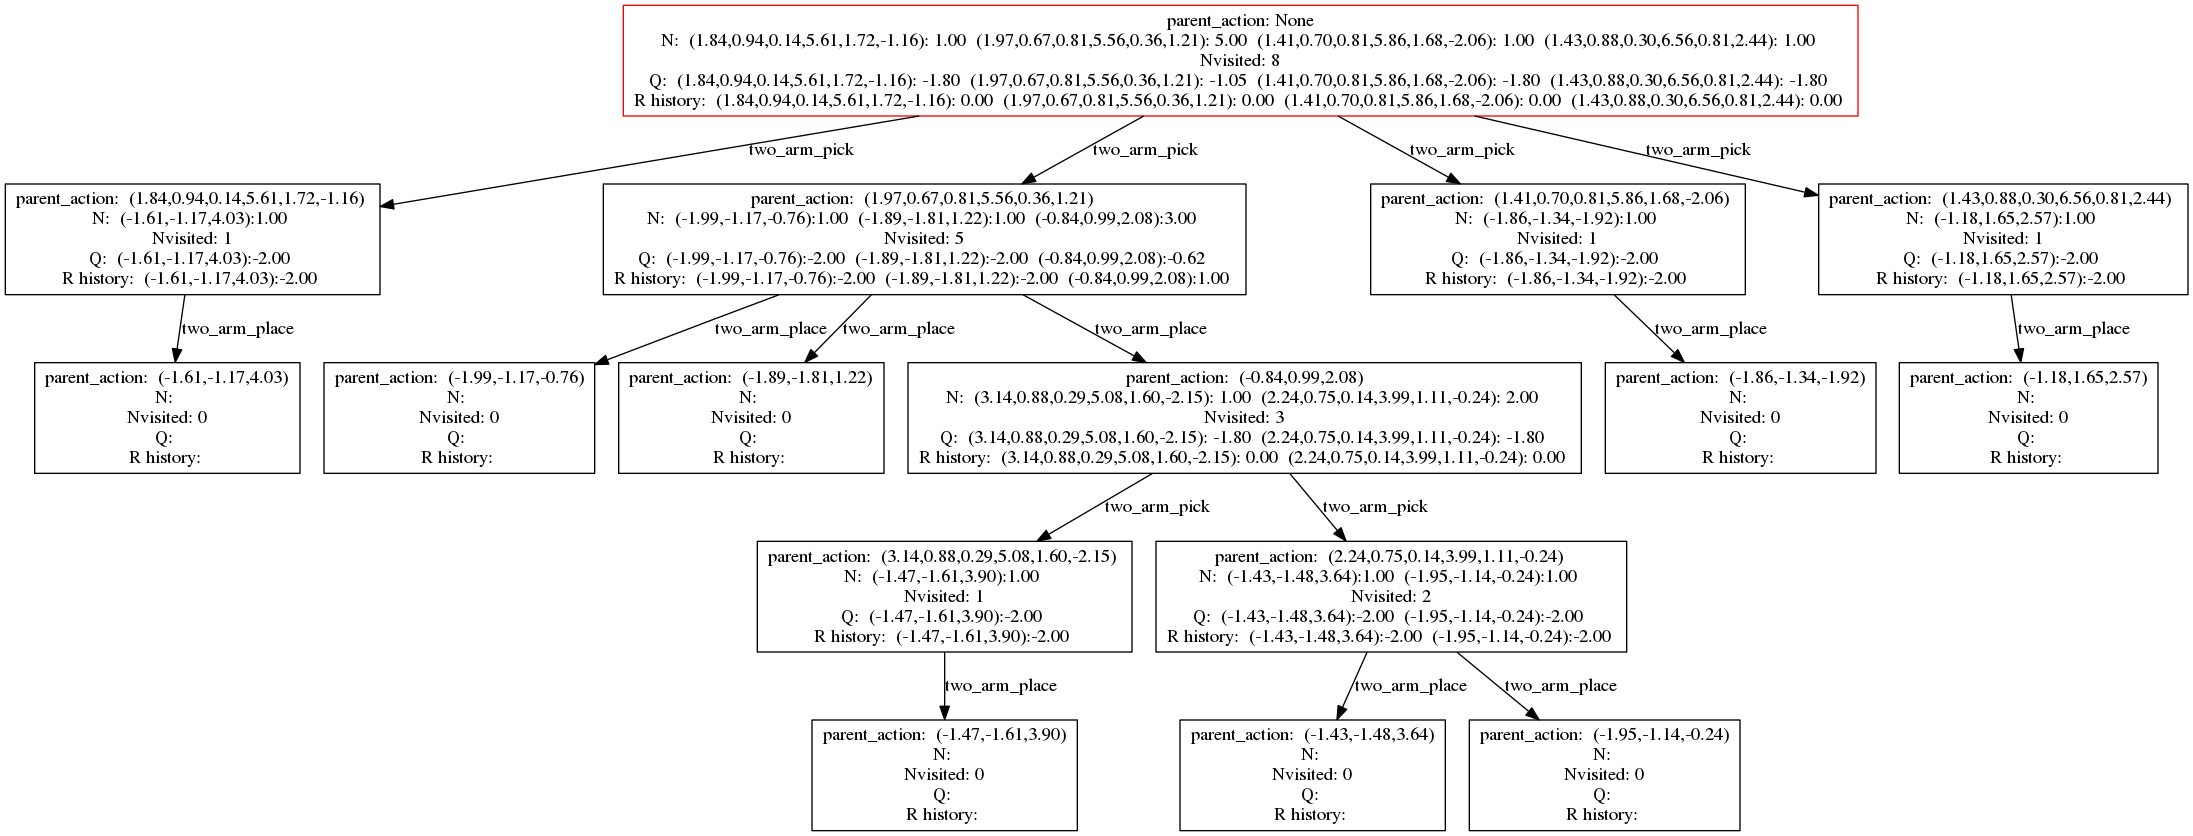 parent_action: None
N: (1.84,0.94,0.14,5.61,1.72,-1.16): 1.00 (1.97,0.67,0.81,5.56,0.36,1.21): 5.00 (1.41,0.70,0.81,5.86,1.68,-2.06): 1.00 (1.43,0.88,0.30,6.56,0.81,2.44): 1.00
Nvisited: 8
Q: (1.84,0.94,0.14,5.61,1.72,-1.16): -1.80 (1.97,0.67,0.81,5.56,0.36,1.21): -1.05 (1.41,0.70,0.81,5.86,1.68,-2.06): -1.80 (1.43,0.88,0.30,6.56,0.81,2.44): -1.80
R history: (1.84,0.94,0.14,5.61,1.72,-1.16): 0.00 (1.97,0.67,0.81,5.56,0.36,1.21): 0.00 (1.41,0.70,0.81,5.86,1.68,-2.06): 0.00 (1.43,0.88,0.30,6.56,0.81,2.44): 0.00
two_arm_pick
two_arm_pick
two_arm_pick
two_arm_pick
parent_action: (1.84,0.94,0.14,5.61,1.72,-1.16)
N: (-1.61,-1.17,4.03):1.00
Nvisited: 1
Q: (-1.61,-1.17,4.03):-2.00
R history: (-1.61,-1.17,4.03):-2.00
parent_action: (1.97,0.67,0.81,5.56,0.36,1.21)
N: (-1.99,-1.17,-0.76):1.00 (-1.89,-1.81,1.22):1.00 (-0.84,0.99,2.08):3.00
Nvisited: 5
Q: (-1.99,-1.17,-0.76):-2.00 (-1.89,-1.81,1.22):-2.00 (-0.84,0.99,2.08):-0.62
R history: (-1.99,-1.17,-0.76):-2.00 (-1.89,-1.81,1.22):-2.00 (-0.84,0.99,2.08):1.00
parent_action: (1.41,0.70,0.81,5.86,1.68,-2.06)
N: (-1.86,-1.34,-1.92):1.00
Nvisited: 1
Q: (-1.86,-1.34,-1.92):-2.00
R history: (-1.86,-1.34,-1.92):-2.00
parent_action: (1.43,0.88,0.30,6.56,0.81,2.44)
N: (-1.18,1.65,2.57):1.00
Nvisited: 1
Q: (-1.18,1.65,2.57):-2.00
R history: (-1.18,1.65,2.57):-2.00
two_arm_place
two_arm_place
two_arm_place
two_arm_place
two_arm_place
two_arm_place
parent_action: (-1.61,-1.17,4.03)
N:
Nvisited: 0
Q:
R history:
parent_action: (-1.99,-1.17,-0.76)
N:
Nvisited: 0
Q:
R history:
parent_action: (-1.89,-1.81,1.22)
N:
Nvisited: 0
Q:
R history:
parent_action: (-0.84,0.99,2.08)
N: (3.14,0.88,0.29,5.08,1.60,-2.15): 1.00 (2.24,0.75,0.14,3.99,1.11,-0.24): 2.00
Nvisited: 3
Q: (3.14,0.88,0.29,5.08,1.60,-2.15): -1.80 (2.24,0.75,0.14,3.99,1.11,-0.24): -1.80
R history: (3.14,0.88,0.29,5.08,1.60,-2.15): 0.00 (2.24,0.75,0.14,3.99,1.11,-0.24): 0.00
parent_action: (-1.86,-1.34,-1.92)
N:
Nvisited: 0
Q:
R history:
parent_action: (-1.18,1.65,2.57)
N:
Nvisited: 0
Q:
R history:
two_arm_pick
two_arm_pick
parent_action: (3.14,0.88,0.29,5.08,1.60,-2.15)
N: (-1.47,-1.61,3.90):1.00
Nvisited: 1
Q: (-1.47,-1.61,3.90):-2.00
R history: (-1.47,-1.61,3.90):-2.00
parent_action: (2.24,0.75,0.14,3.99,1.11,-0.24)
N: (-1.43,-1.48,3.64):1.00 (-1.95,-1.14,-0.24):1.00
Nvisited: 2
Q: (-1.43,-1.48,3.64):-2.00 (-1.95,-1.14,-0.24):-2.00
R history: (-1.43,-1.48,3.64):-2.00 (-1.95,-1.14,-0.24):-2.00
two_arm_place
two_arm_place
two_arm_place
parent_action: (-1.47,-1.61,3.90)
N:
Nvisited: 0
Q:
R history:
parent_action: (-1.43,-1.48,3.64)
N:
Nvisited: 0
Q:
R history:
parent_action: (-1.95,-1.14,-0.24)
N:
Nvisited: 0
Q:
R history: